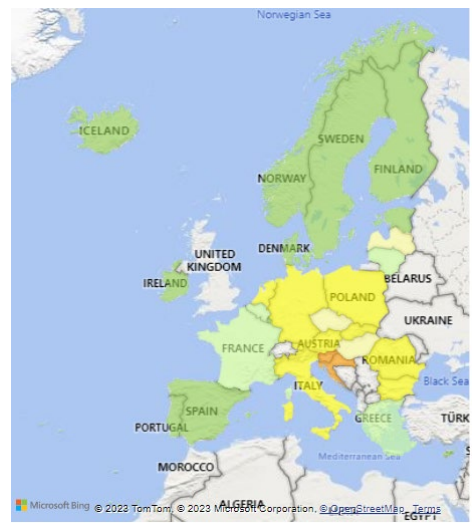 Norwegian Sea
ICELAND
SWEDEN
FINLAND
NORWAY
UNITED
KINGDOM
DENMARK
IRELAND
BELARUS
POLAND
UKRAINE
FRANCE
AUSTRIA
ROMANIA
ITALY
Black Sea
SPAIN
PORTUGAL
GREECE
TÜRK
Mediterranean Sea
MOROCCO
ALGERIA
EGYPT
Microsoft Bing
© 2023 TomTom, © 2023 Microsoft Corporation, © OpenStreetMap Terms